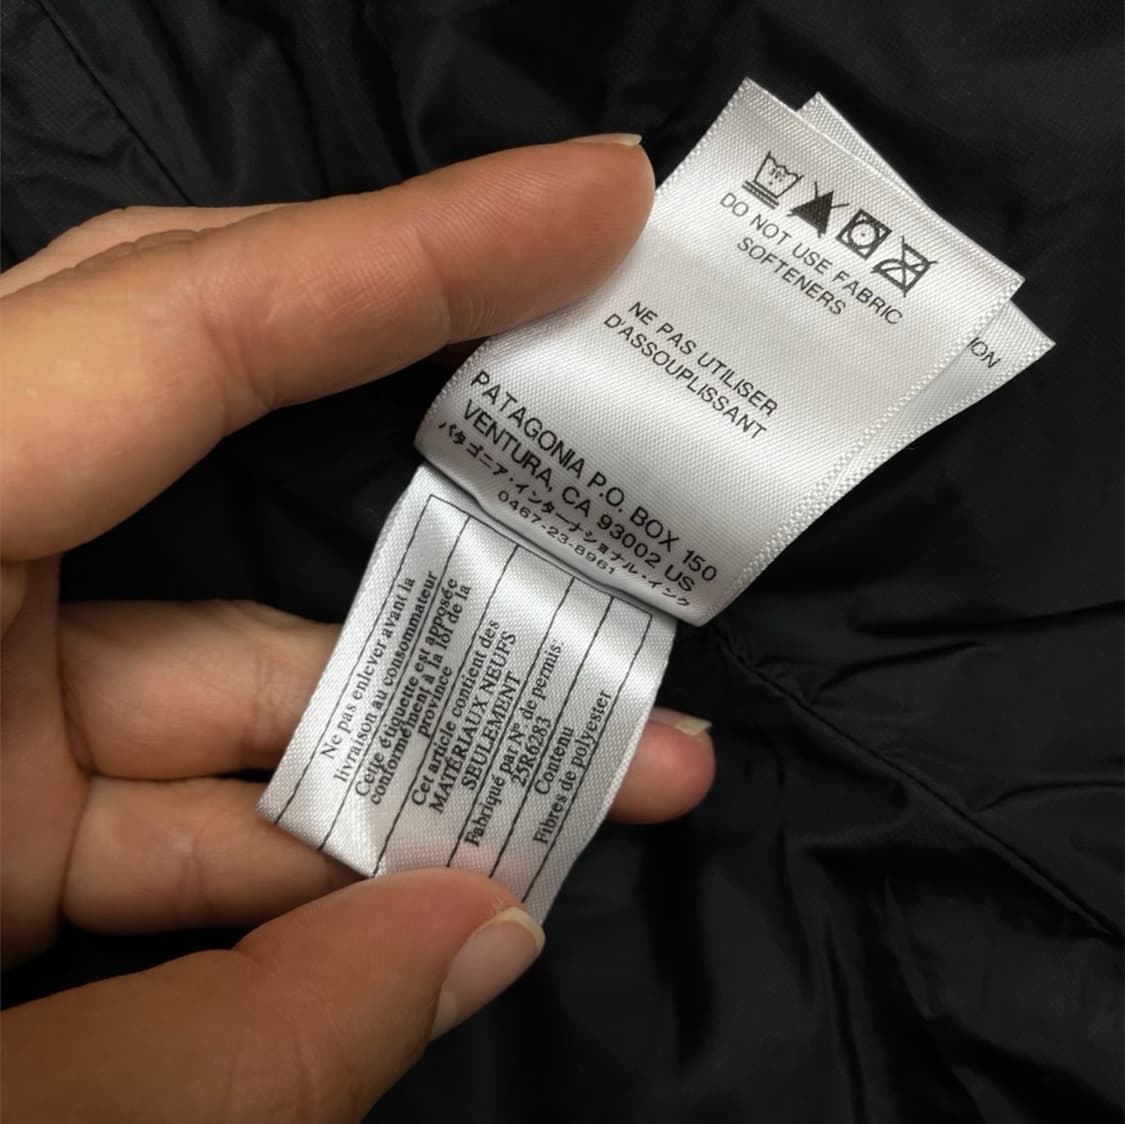 DO NOT USE FABRIC
SOFTENERS
NE PAS UTILISER
D'ASSOUPLISSANT
PATAGONIA P.O. BOX 150
VENTURA, CA 93002 US
パタゴニア・インターナショナル・インク
0467-23-8961
ION
Ne pas enlever avant la
livraison au consommateur
Cette étiquette est apposée
conformément à la loi de la
province
Cet article contient des
MATÉRIAUX NEUFS
SEULEMENT
Fabriqué par N° de permis:
25R6283
Contenu
Fibres de polyester